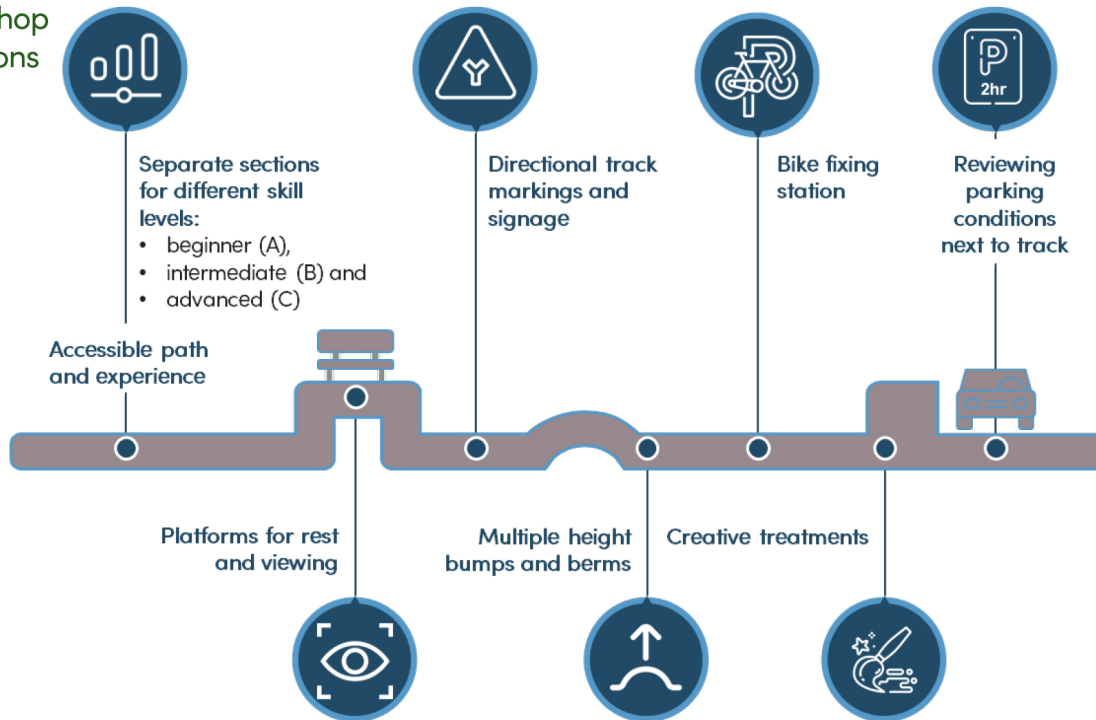 hop
ons
P
2hr
Separate sections
for different skill
levels:
• beginner (A),
• intermediate (B) and
• advanced (C)
Accessible path
and experience
Directional track
markings and
signage
Bike fixing
station
Reviewing
parking
conditions
next to track
Platforms for rest
and viewing
Multiple height
bumps and berms
Creative treatments